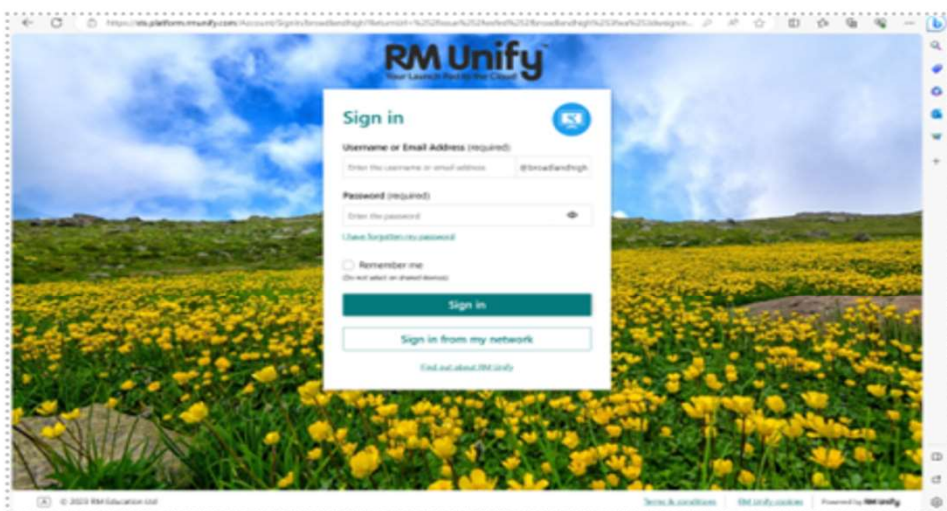 RM Unify
Your Launch Pad to the Cloud
Sign in
Username or Email Address (required)
Enter the username or email address
@broadlandhigh
Password (required)
Enter the password
I have forgotten my password
Remember me
(Do not select on shared devices)
Sign in
Sign in from my network
Find out about RM Unify
© 2023 RM Education Ltd
Terms & conditions
RM Unify cookies
Powered by RM Unify